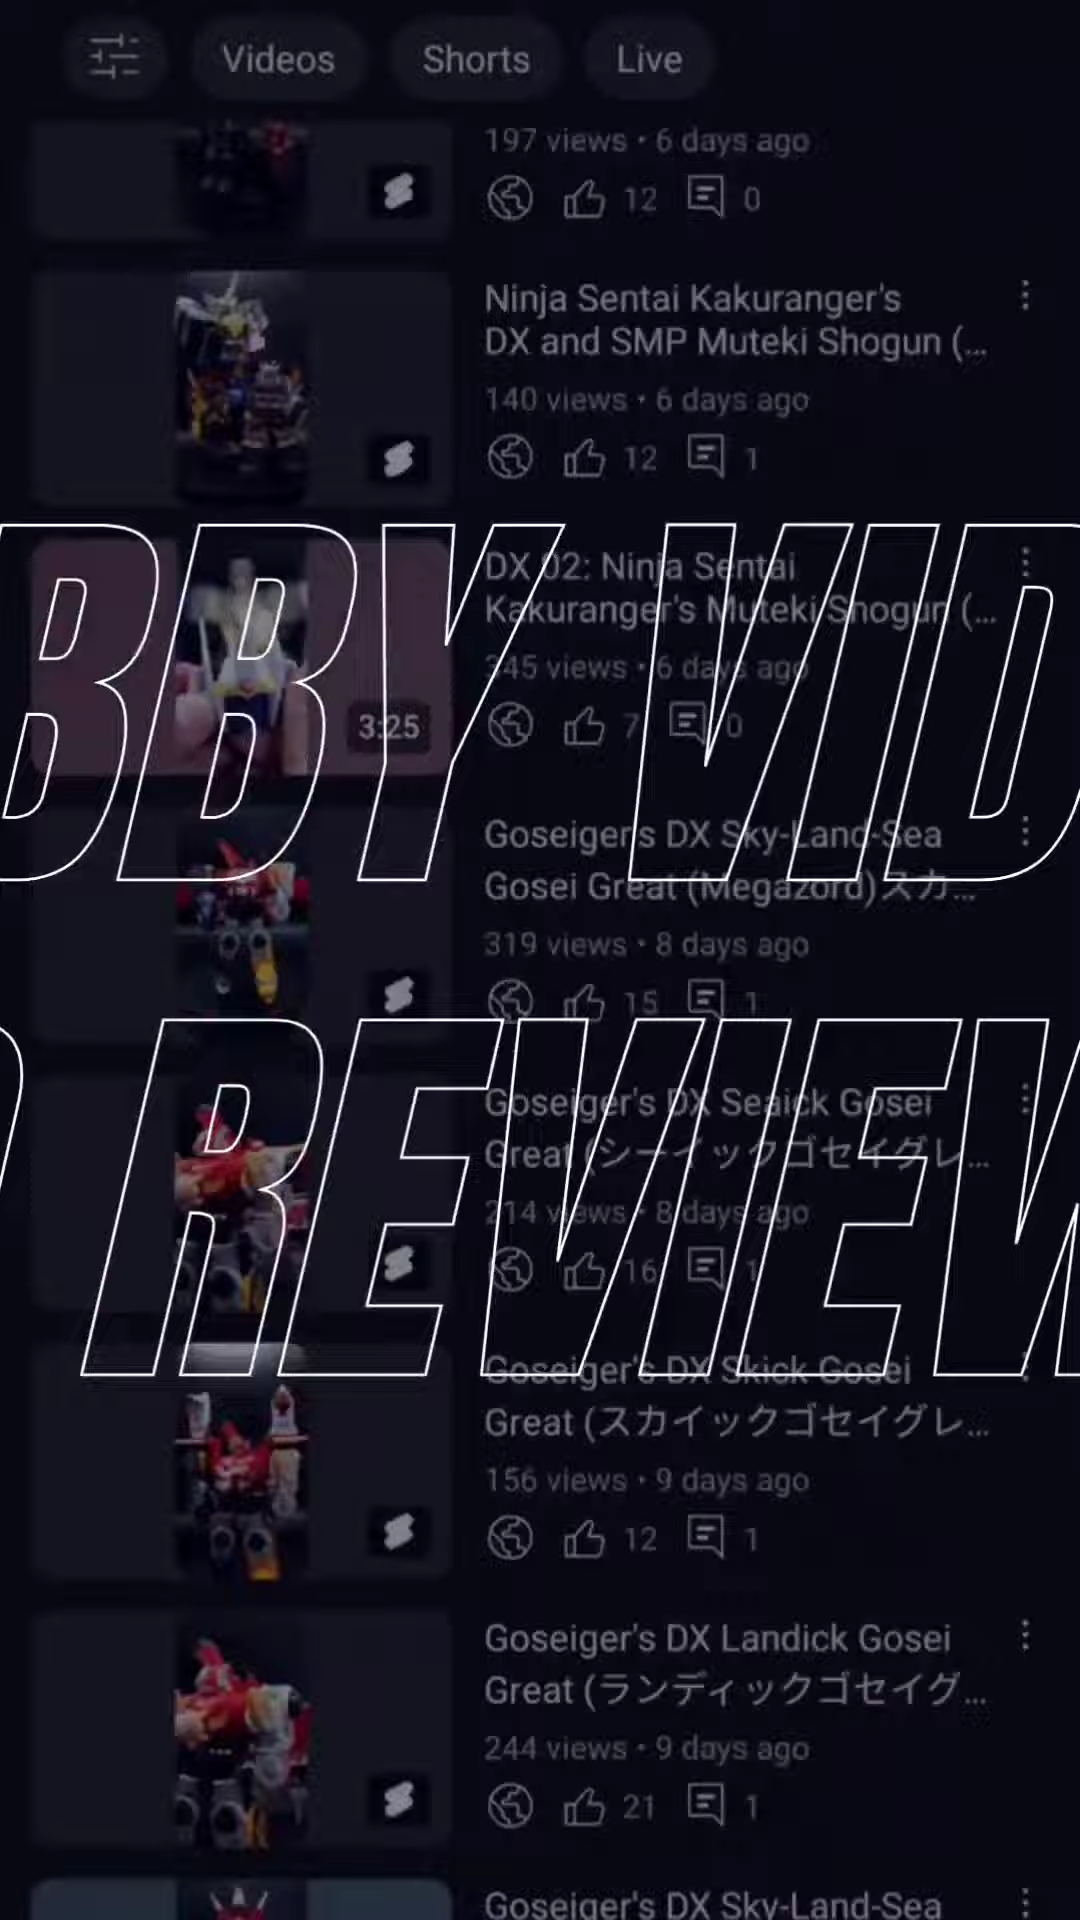 Videos
Shorts
Live
197 views • 6 days ago
12
0
Ninja Sentai Kakuranger's
DX and SMP Muteki Shogun (...
140 views • 6 days ago
12
1
BBY VID
DX 02: Ninja Sentai
Kakuranger's Muteki Shogun (...
345 views • 6 days ago
3:25
7
0
Goseiger's DX Sky-Land-Sea
Gosei Great (Megazord)スカ...
319 views • 8 days ago
15
1
REVIEW
Goseiger's DX Seaick Gosei
Great (シーイックゴセイグレ...
214 views • 8 days ago
16
1
Goseiger's DX Skick Gosei
Great (スカイックゴセイグレ...
156 views • 9 days ago
12
1
Goseiger's DX Landick Gosei
Great (ランディックゴセイグ...
244 views • 9 days ago
21
1
Goseiger's DX Sky-Land-Sea